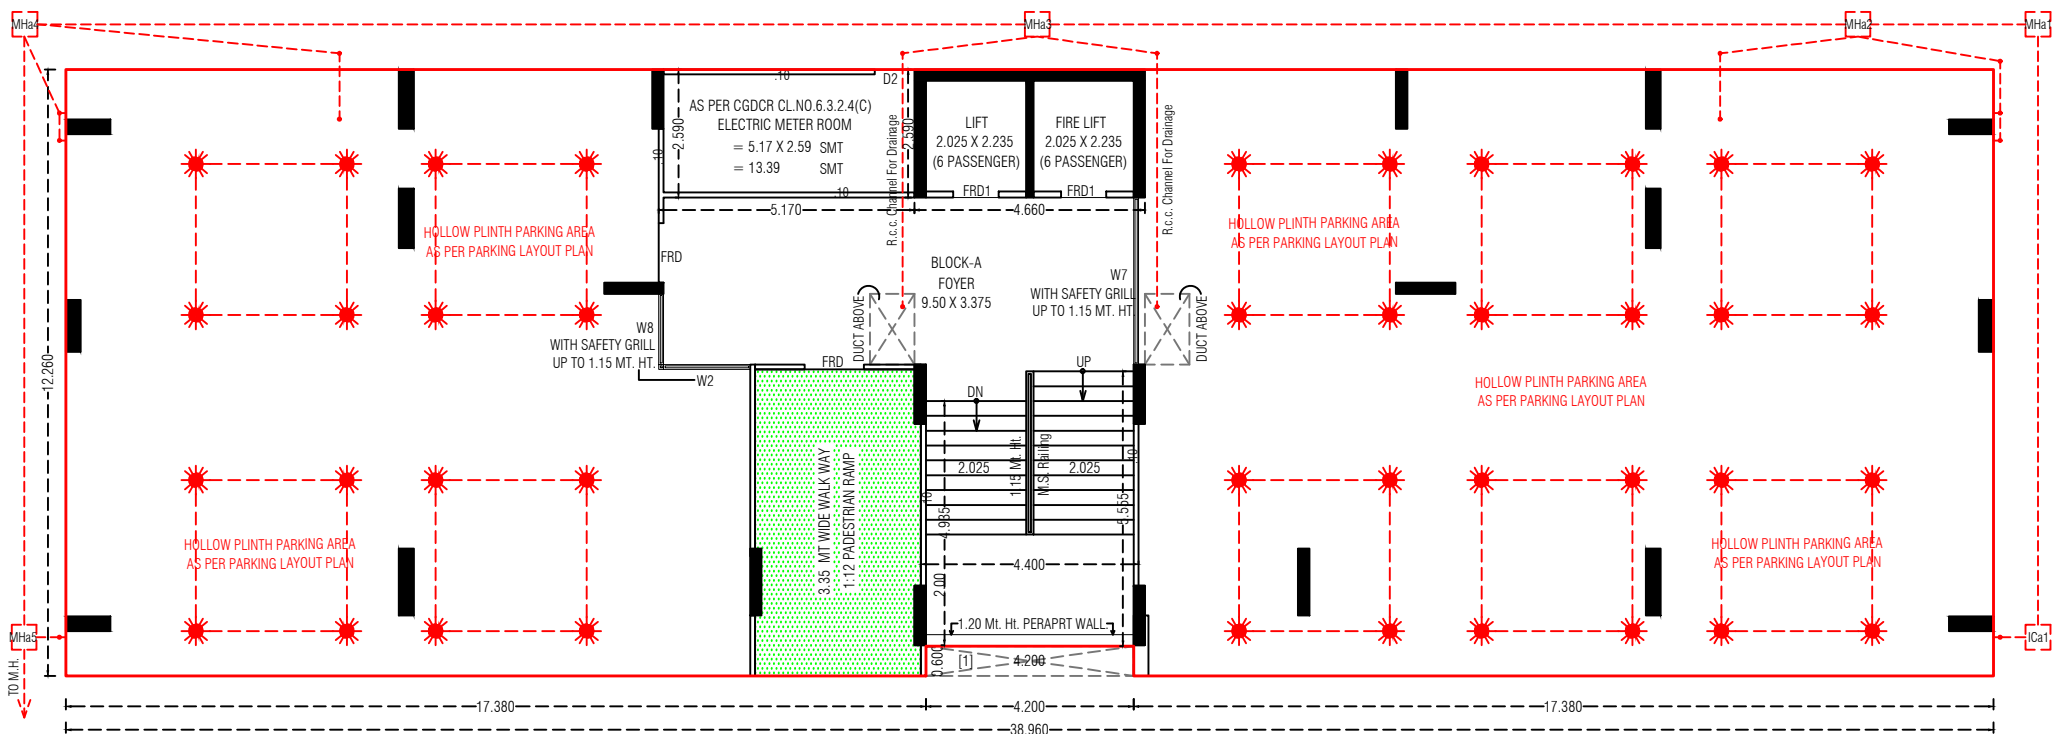 MHa4
MHa3
MHa2
MHa1
.10
D2
AS PER CGDCR CL.NO.6.3.2.4(C)
ELECTRIC METER ROOM
= 5.17 X 2.59 SMT
= 13.39 SMT
2.590
2.590
.10
.10
R.c.c. Channel For Drainage
LIFT
2.025 X 2.235
(6 PASSENGER)
FIRE LIFT
2.025 X 2.235
(6 PASSENGER)
FRD1
FRD1
R.c.c. Channel For Drainage
5.170
4.660
HOLLOW PLINTH PARKING AREA
AS PER PARKING LAYOUT PLAN
HOLLOW PLINTH PARKING AREA
AS PER PARKING LAYOUT PLAN
FRD
BLOCK-A
FOYER
9.50 X 3.375
W7
WITH SAFETY GRILL
UP TO 1.15 MT. HT.
DUCT ABOVE
DUCT ABOVE
W8
WITH SAFETY GRILL
UP TO 1.15 MT. HT.
W2
FRD
UP
DN
12.260
HOLLOW PLINTH PARKING AREA
AS PER PARKING LAYOUT PLAN
3.35 MT WIDE WALK WAY
1:12 PADESTRIAN RAMP
2.025
1.15 Mt. Ht.
M.S. Railing
2.025
.10
.10
4.935
5.555
HOLLOW PLINTH PARKING AREA
AS PER PARKING LAYOUT PLAN
HOLLOW PLINTH PARKING AREA
AS PER PARKING LAYOUT PLAN
4.400
2.00
1.20 Mt. Ht. PERAPRT WALL
MHa5
ICa1
0.600
[1]
4.200
TO M.H.
17.380
4.200
17.380
38.960